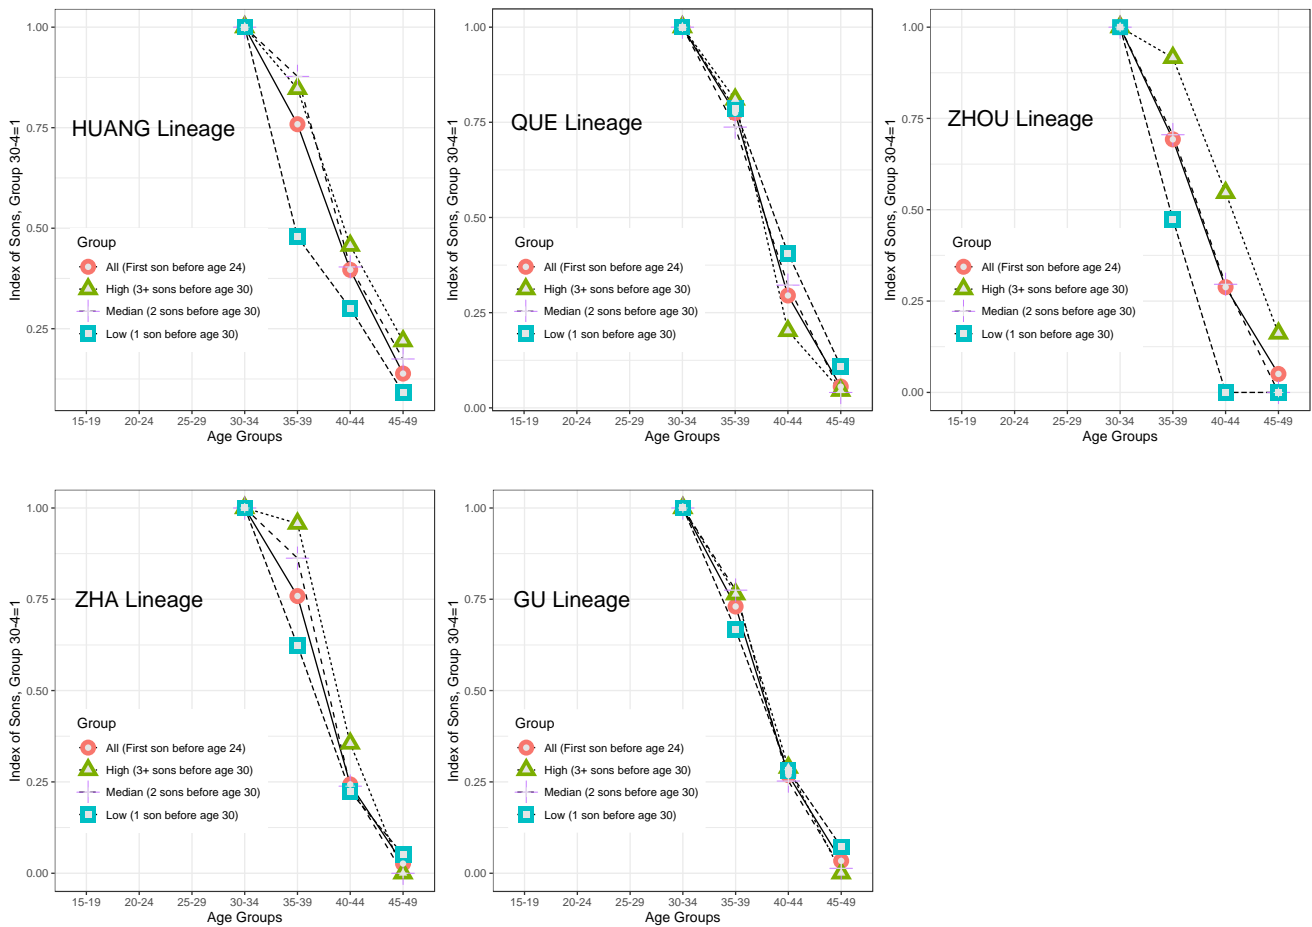 1.00
0.75
0.50
0.25
Index of Sons, Group 30-4=1
HUANG Lineage
Group
All (First son before age 24)
High (3+ sons before age 30)
Median (2 sons before age 30)
Low (1 son before age 30)
15-19 20-24 25-29 30-34 35-39 40-44 45-49
Age Groups
1.00
0.75
0.50
0.25
0.00
Index of Sons, Group 30-4=1
QUE Lineage
Group
All (First son before age 24)
High (3+ sons before age 30)
Median (2 sons before age 30)
Low (1 son before age 30)
15-19 20-24 25-29 30-34 35-39 40-44 45-49
Age Groups
1.00
0.75
0.50
0.25
0.00
Index of Sons, Group 30-4=1
ZHOU Lineage
Group
All (First son before age 24)
High (3+ sons before age 30)
Median (2 sons before age 30)
Low (1 son before age 30)
15-19 20-24 25-29 30-34 35-39 40-44 45-49
Age Groups
1.00
0.75
0.50
0.25
0.00
Index of Sons, Group 30-4=1
ZHA Lineage
Group
All (First son before age 24)
High (3+ sons before age 30)
Median (2 sons before age 30)
Low (1 son before age 30)
15-19 20-24 25-29 30-34 35-39 40-44 45-49
Age Groups
1.00
0.75
0.50
0.25
0.00
Index of Sons, Group 30-4=1
GU Lineage
Group
All (First son before age 24)
High (3+ sons before age 30)
Median (2 sons before age 30)
Low (1 son before age 30)
15-19 20-24 25-29 30-34 35-39 40-44 45-49
Age Groups